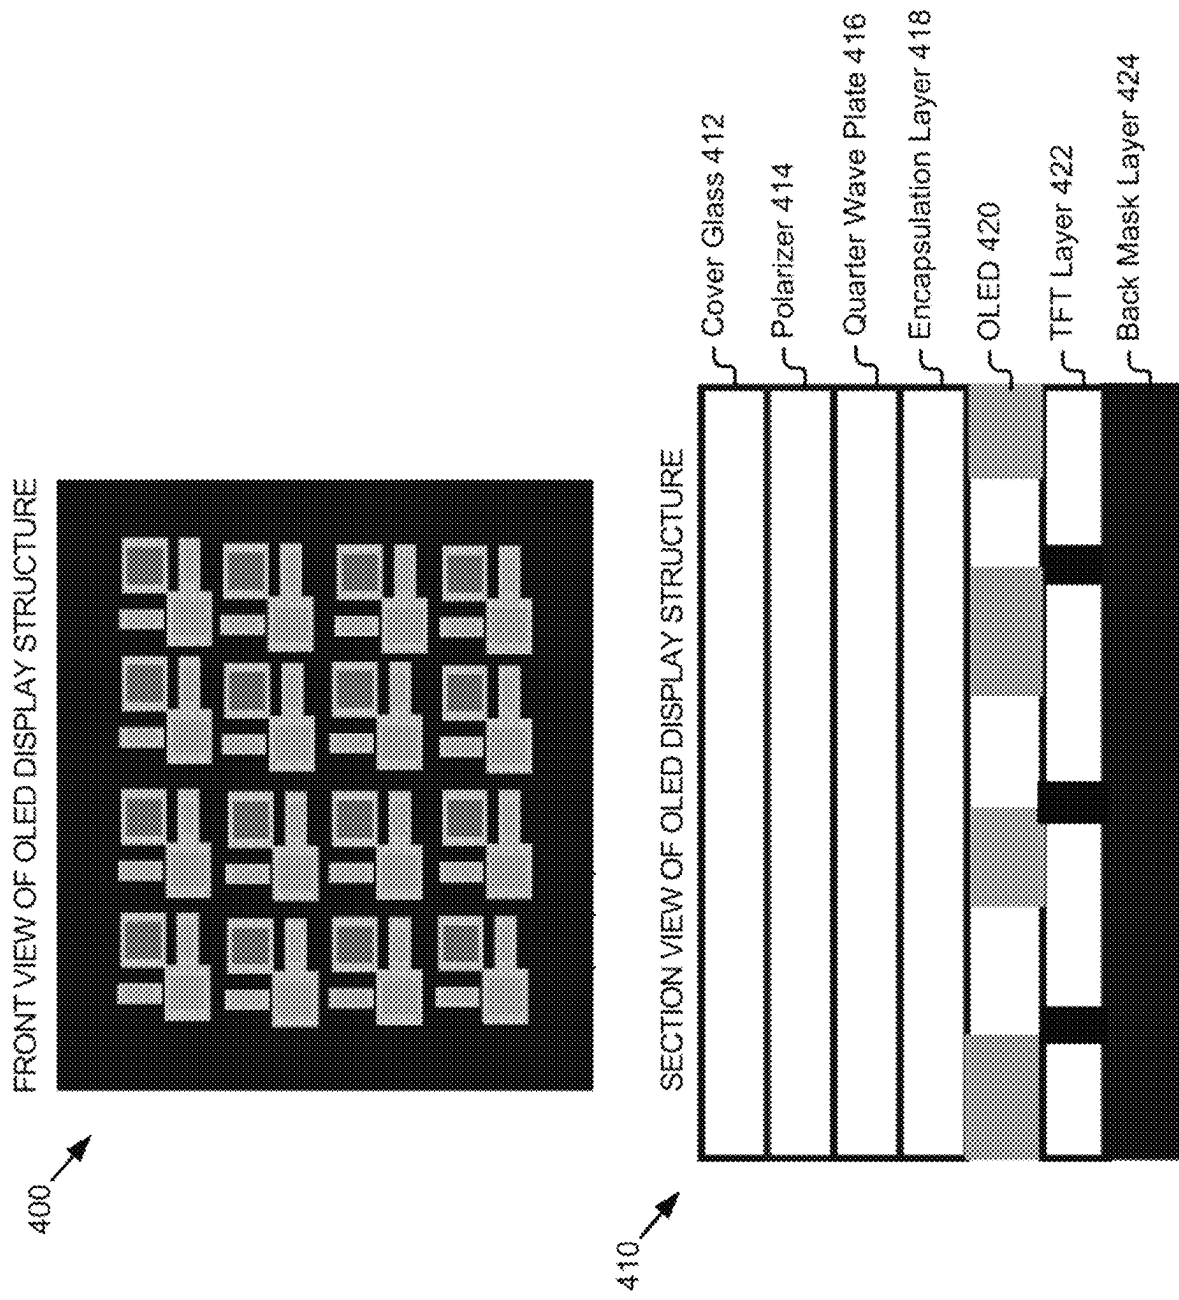 FRONT VIEW OF OLED DISPLAY STRUCTURE
400
SECTION VIEW OF OLED DISPLAY STRUCTURE
410
Cover Glass 412
Polarizer 414
Quarter Wave Plate 416
Encapsulation Layer 418
OLED 420
TFT Layer 422
Back Mask Layer 424